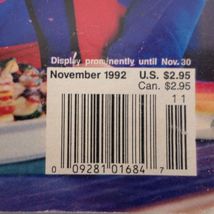 Display prominently until Nov. 30
November 1992 U.S. $2.95
Can. $2.95
11
0 09281 01684 7